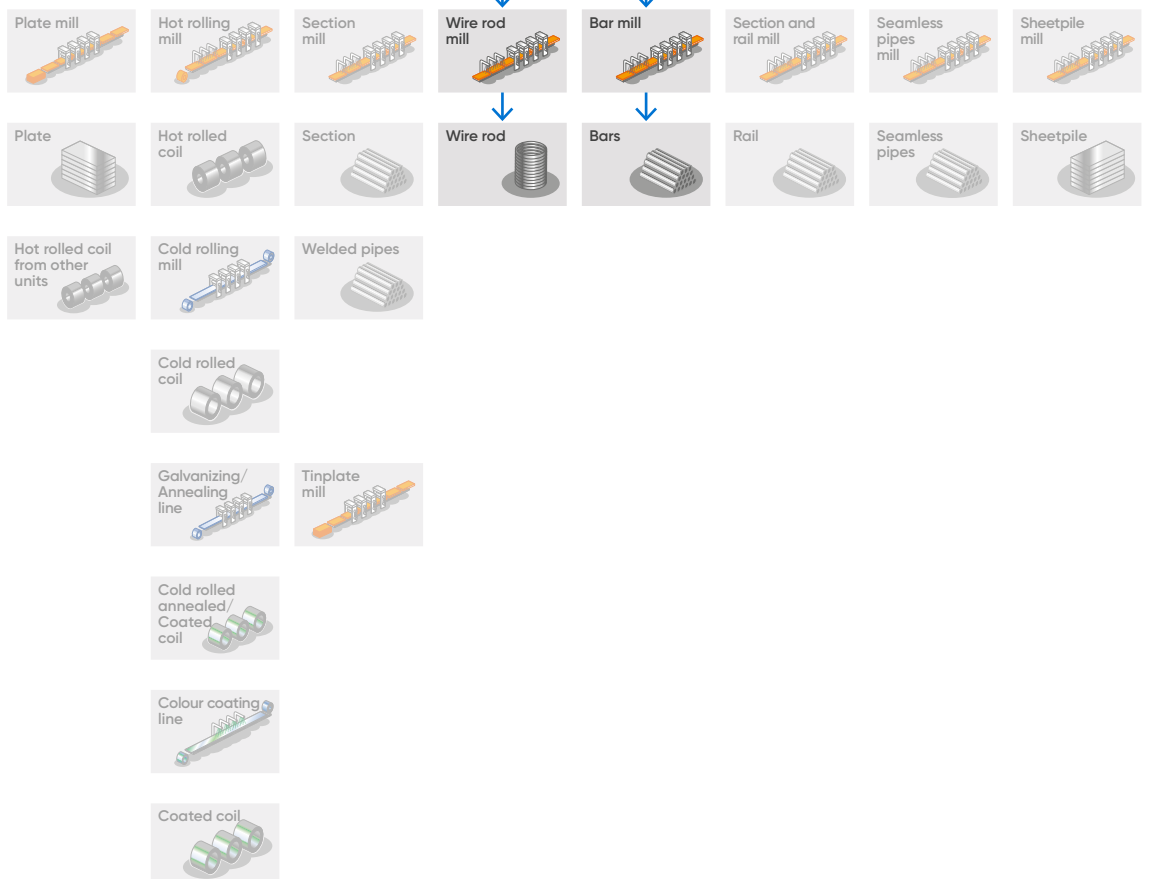 Plate mill
Hot rolling
mill
Section
mill
Wire rod
mill
Bar mill
Section and
rail mill
Seamless
pipes
mill
Sheetpile
mill
Plate
Hot rolled
coil
Section
Wire rod
Bars
Rail
Seamless
pipes
Sheetpile
Hot rolled coil
from other
units
Cold rolling
mill
Welded pipes
Cold rolled
coil
Galvanizing/
Annealing
line
Tinplate
mill
Cold rolled
annealed/
Coated
coil
Colour coating
line
Coated coil